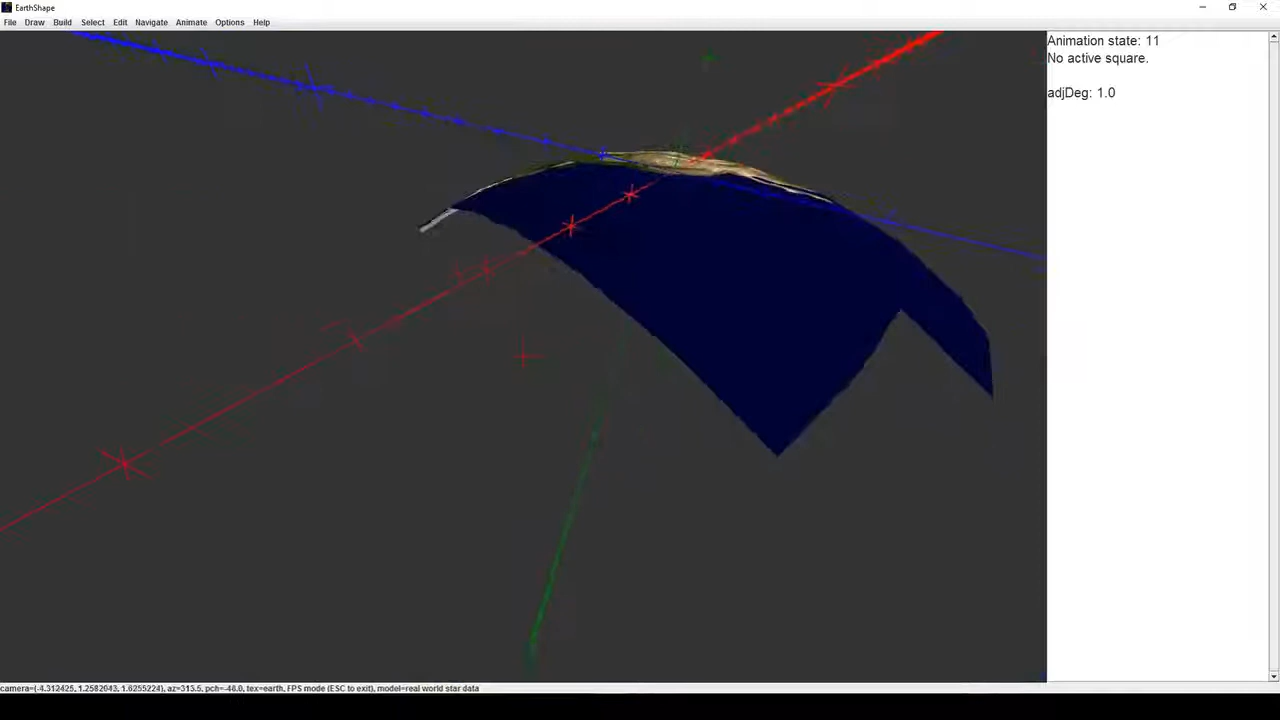 EarthShape
File Draw Build Select Edit Navigate Animate Options Help
Animation state: 11
No active square.
adjDeg: 1.0
camera=(-4.312425, 1.2582043, 1.6255224), az=313.5, pch=-48.0, tex=earth, FPS mode (ESC to exit), model=real world star data